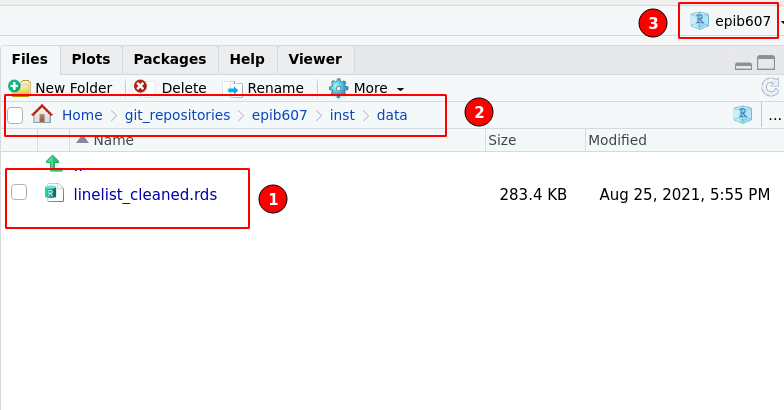 3 epib607
Files Plots Packages Help Viewer
New Folder Delete Rename More
Home git_repositories epib607 inst data 2 ...
Name Size Modified
..
linelist_cleaned.rds 1 283.4 KB Aug 25, 2021, 5:55 PM